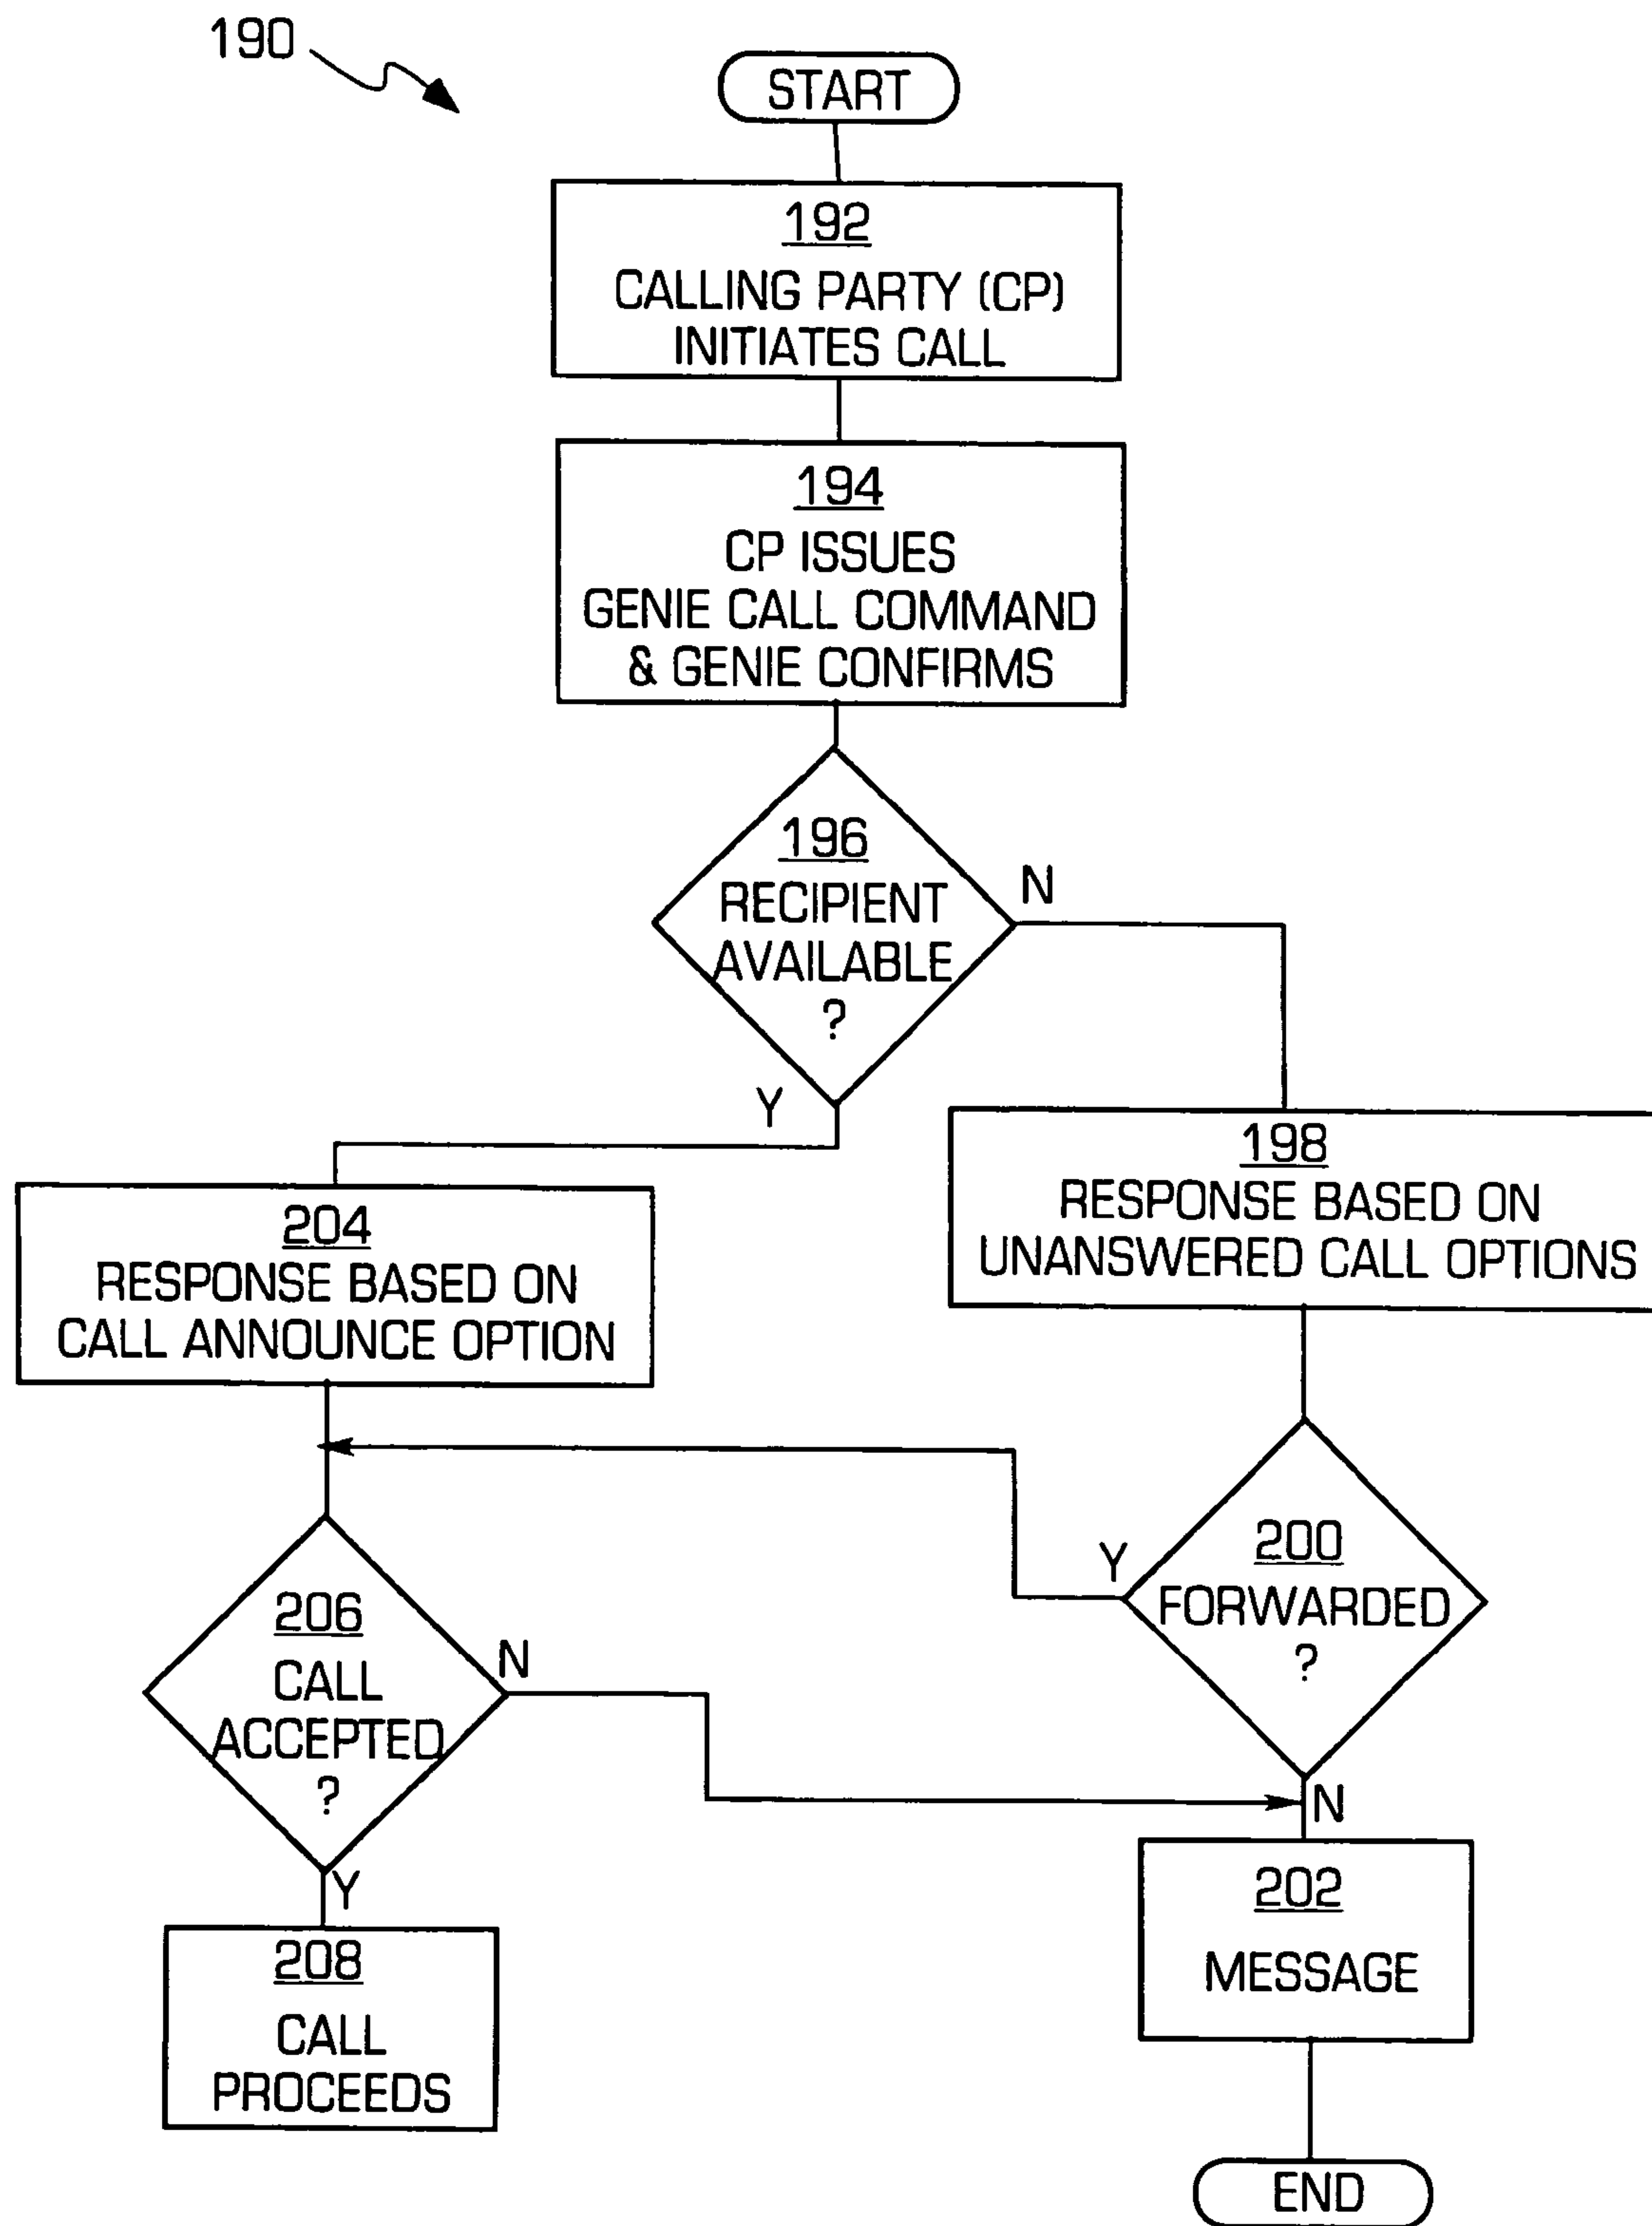 190
START
192
CALLING PARTY (CP)
INITIATES CALL
194
CP ISSUES
GENIE CALL COMMAND
& GENIE CONFIRMS
196
RECIPIENT
AVAILABLE
?
N
Y
198
RESPONSE BASED ON
UNANSWERED CALL OPTIONS
204
RESPONSE BASED ON
CALL ANNOUNCE OPTION
200
FORWARDED
?
Y
N
206
CALL
ACCEPTED
?
N
Y
202
MESSAGE
208
CALL
PROCEEDS
END